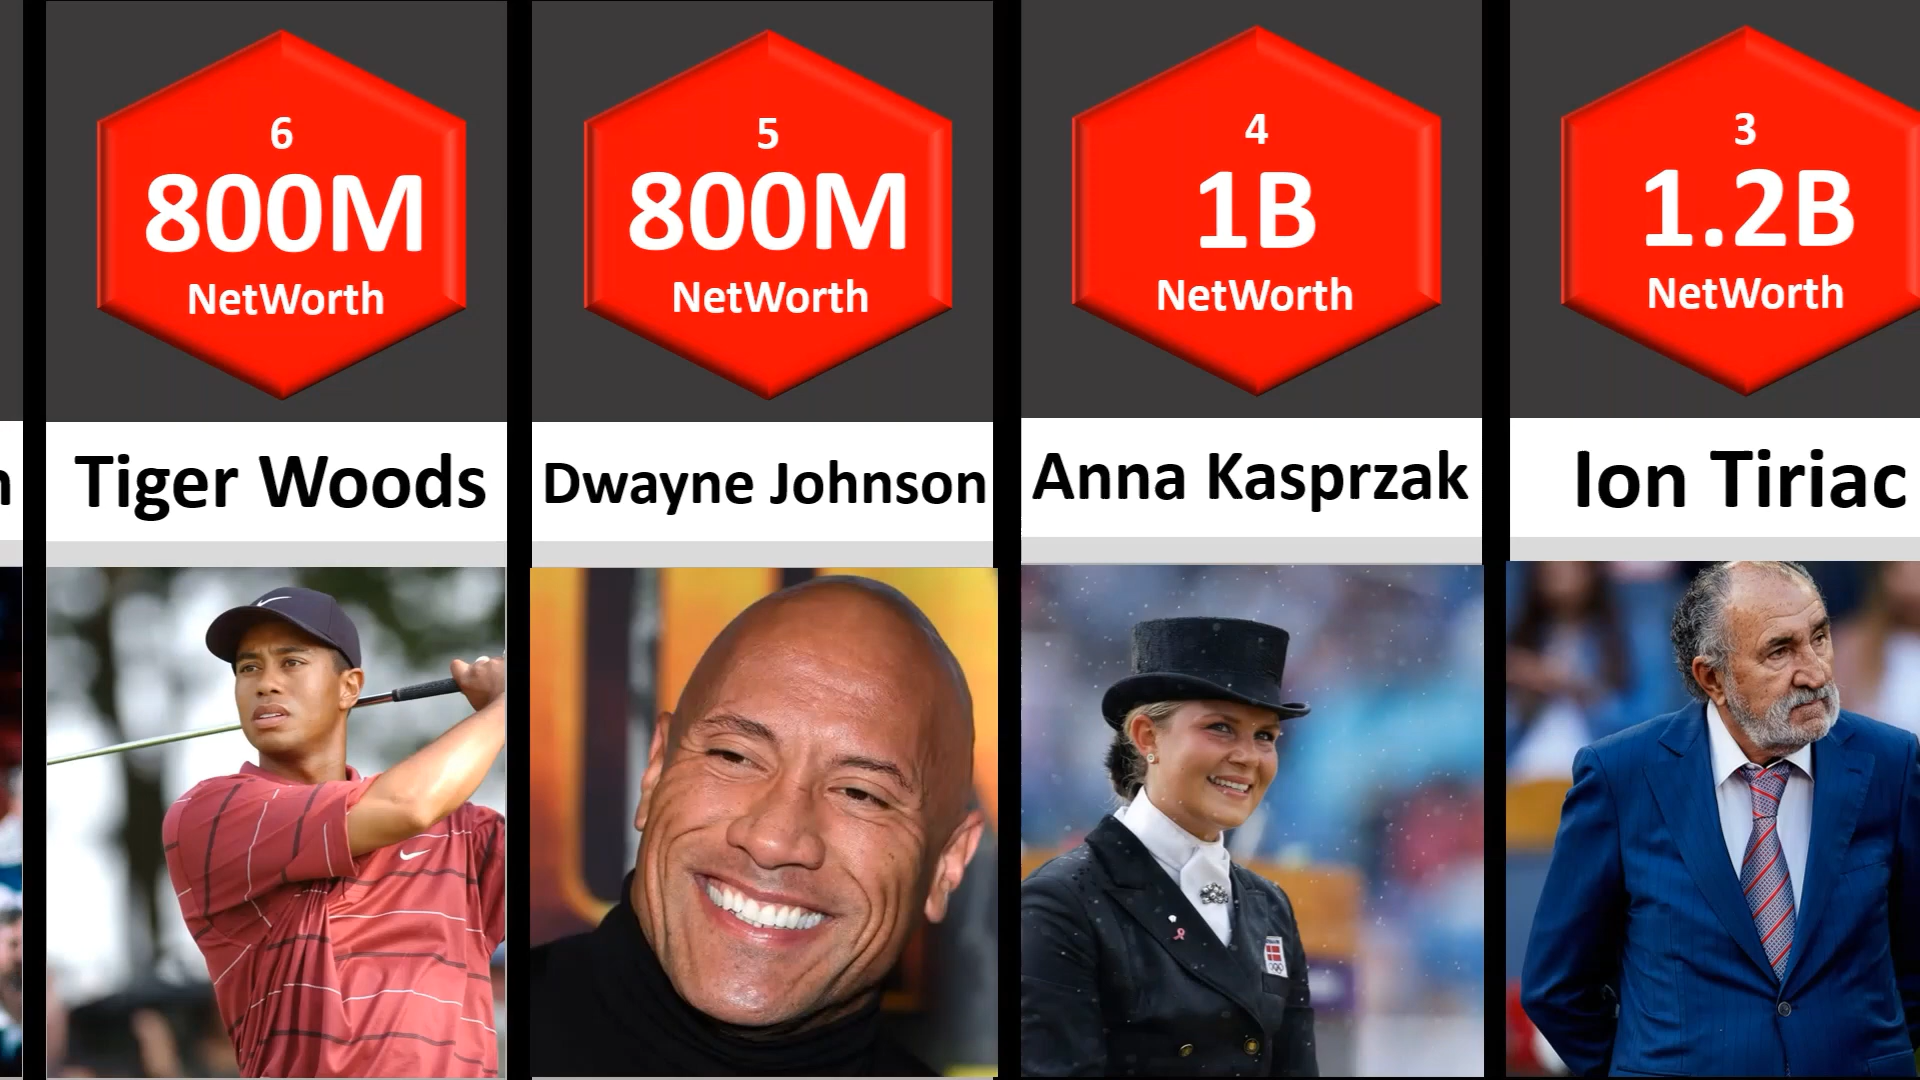 6
800M
NetWorth
Tiger Woods
5
800M
NetWorth
Dwayne Johnson
4
1B
NetWorth
Anna Kasprzak
3
1.2B
NetWorth
Ion Tiriac